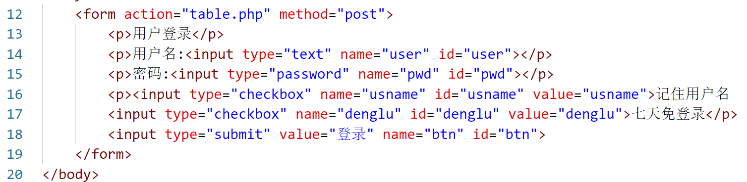 12 <form action="table.php" method="post">
13 <p>用户登录</p>
14 <p>用户名:<input type="text" name="user" id="user"></p>
15 <p>密码:<input type="password" name="pwd" id="pwd"></p>
16 <p><input type="checkbox" name="usname" id="usname" value="usname">记住用户名
17 <input type="checkbox" name="denglu" id="denglu" value="denglu">七天免登录</p>
18 <input type="submit" value="登录" name="btn" id="btn">
19 </form>
20 </body>